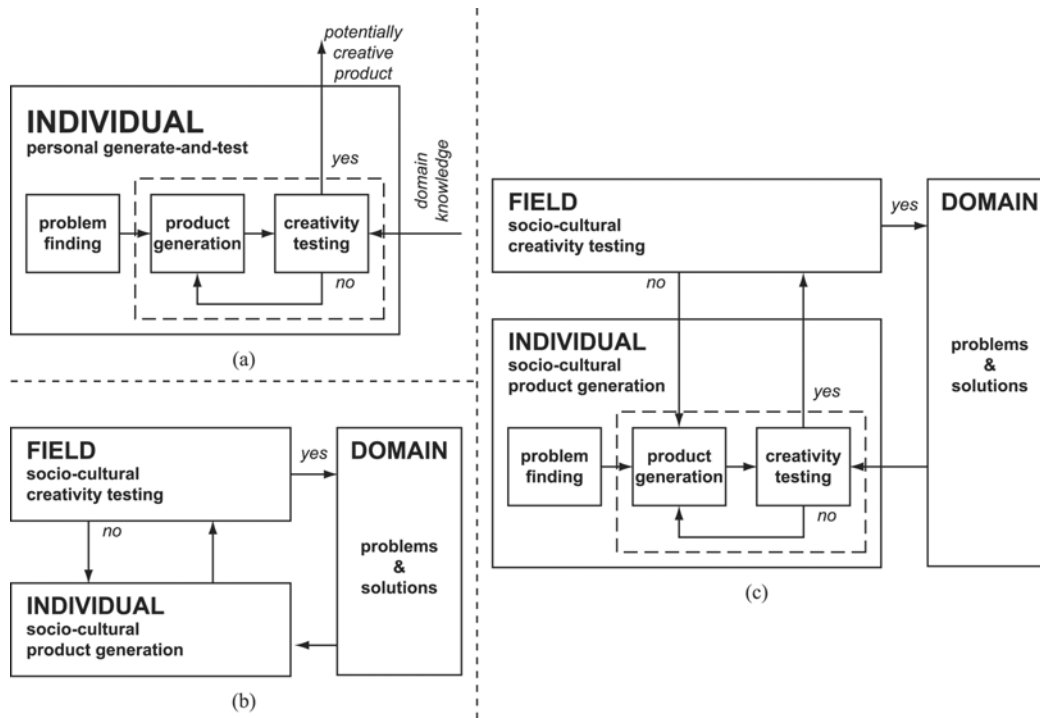 potentially
creative
product
INDIVIDUAL
personal generate-and-test
yes
domain
knowledge
problem
finding
product
generation
creativity
testing
no
(a)
FIELD
socio-cultural
creativity testing
yes
DOMAIN
no
problems
&
solutions
INDIVIDUAL
socio-cultural
product generation
(b)
FIELD
socio-cultural
creativity testing
yes
DOMAIN
no
INDIVIDUAL
socio-cultural
product generation
problems
&
solutions
yes
problem
finding
product
generation
creativity
testing
no
(c)